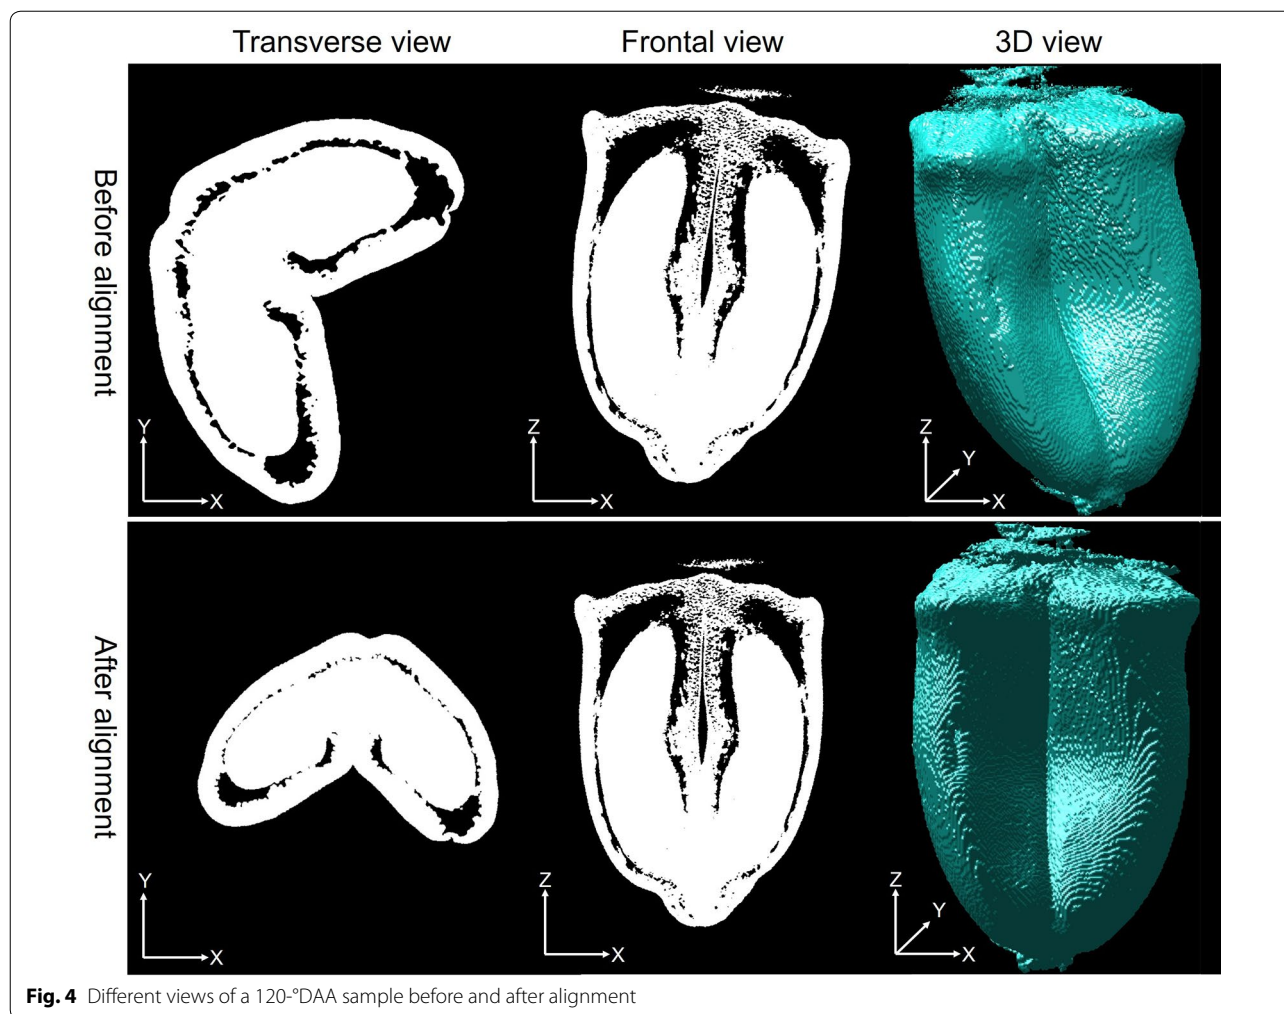 Transverse view
Frontal view
3D view
Before alignment
Y
X
Z
X
Z
Y
X
After alignment
Y
X
Z
X
Z
Y
X
Fig. 4 Different views of a 120-°DAA sample before and after alignment